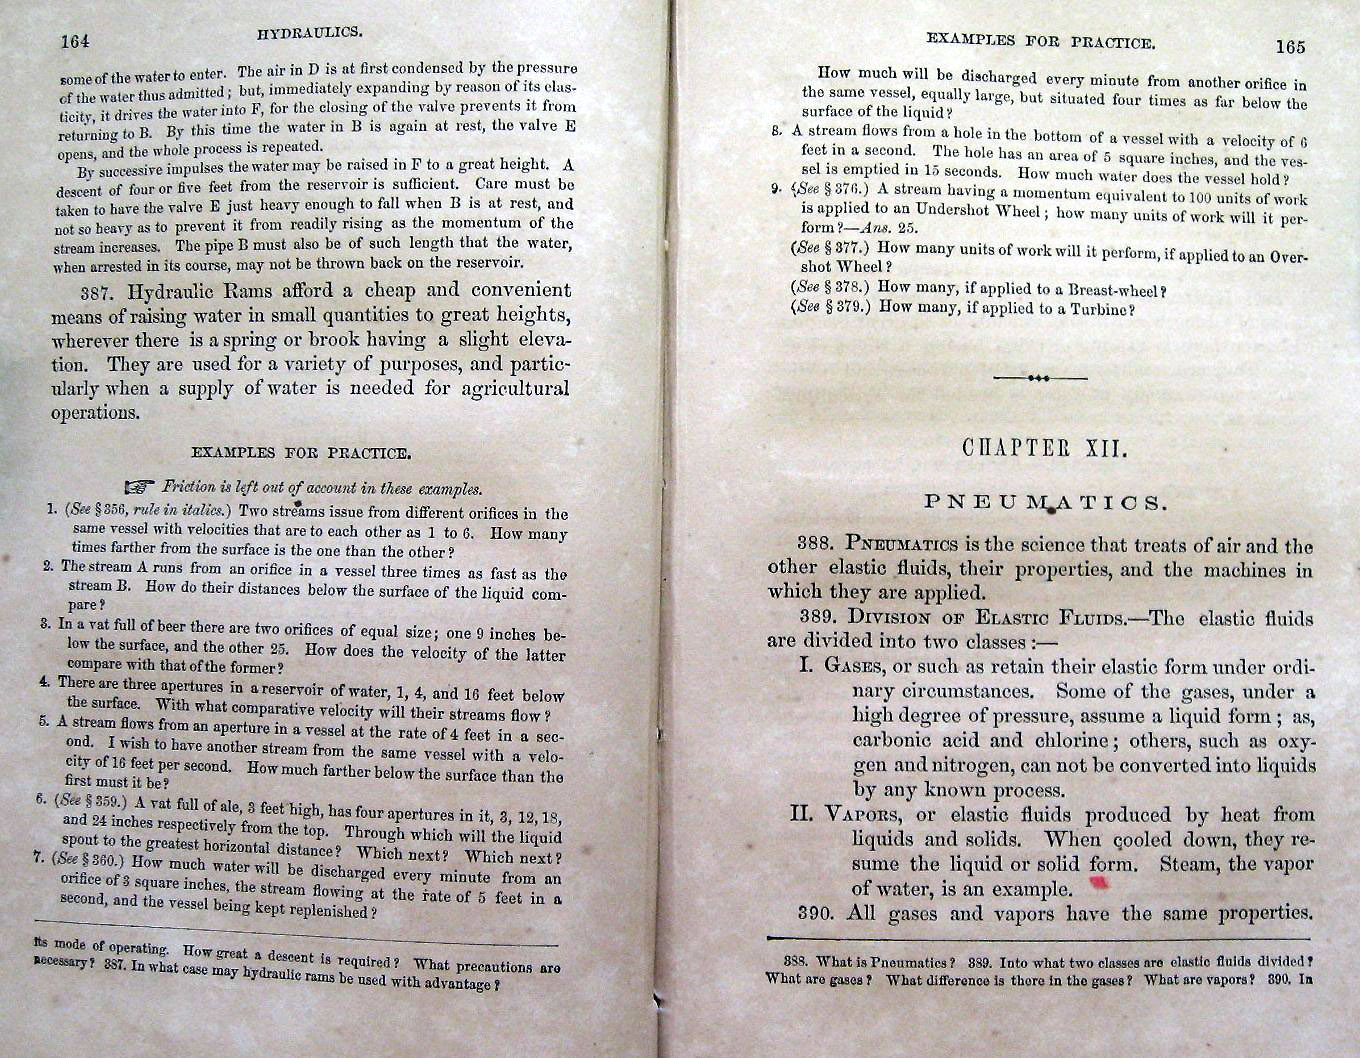 164
HYDRAULICS.
some of the water to enter. The air in D is at first condensed by the pressure
of the water thus admitted; but, immediately expanding by reason of its elas-
ticity, it drives the water into F, for the closing of the valve prevents it from
returning to B. By this time the water in B is again at rest, the valve E
opens, and the whole process is repeated.
By successive impulses the water may be raised in F to a great height. A
descent of four or five feet from the reservoir is sufficient. Care must be
taken to have the valve E just heavy enough to fall when B is at rest, and
not so heavy as to prevent it from readily rising as the momentum of the
stream increases. The pipe B must also be of such length that the water,
when arrested in its course, may not be thrown back on the reservoir.
387. Hydraulic Rams afford a cheap and convenient
means of raising water in small quantities to great heights,
wherever there is a spring or brook having a slight eleva-
tion. They are used for a variety of purposes, and partic-
ularly when a supply of water is needed for agricultural
operations.
EXAMPLES FOR PRACTICE.
☞ Friction is left out of account in these examples.
1. (See § 356, rule in italics.) Two streams issue from different orifices in the
same vessel with velocities that are to each other as 1 to 6. How many
times farther from the surface is the one than the other?
2. The stream A runs from an orifice in a vessel three times as fast as the
stream B. How do their distances below the surface of the liquid com-
pare?
3. In a vat full of beer there are two orifices of equal size; one 9 inches be-
low the surface, and the other 25. How does the velocity of the latter
compare with that of the former?
4. There are three apertures in a reservoir of water, 1, 4, and 16 feet below
the surface. With what comparative velocity will their streams flow?
5. A stream flows from an aperture in a vessel at the rate of 4 feet in a sec-
ond. I wish to have another stream from the same vessel with a velo-
city of 16 feet per second. How much farther below the surface than the
first must it be?
6. (See § 359.) A vat full of ale, 3 feet high, has four apertures in it, 3, 12, 18,
and 24 inches respectively from the top. Through which will the liquid
spout to the greatest horizontal distance? Which next? Which next?
7. (See § 360.) How much water will be discharged every minute from an
orifice of 3 square inches, the stream flowing at the rate of 5 feet in a
second, and the vessel being kept replenished?
its mode of operating. How great a descent is required? What precautions are
necessary? 387. In what case may hydraulic rams be used with advantage?
EXAMPLES FOR PRACTICE.
165
How much will be discharged every minute from another orifice in
the same vessel, equally large, but situated four times as far below the
surface of the liquid?
8. A stream flows from a hole in the bottom of a vessel with a velocity of 6
feet in a second. The hole has an area of 5 square inches, and the ves-
sel is emptied in 15 seconds. How much water does the vessel hold?
9. (See § 376.) A stream having a momentum equivalent to 100 units of work
is applied to an Undershot Wheel; how many units of work will it per-
form?—Ans. 25.
(See § 377.) How many units of work will it perform, if applied to an Over-
shot Wheel?
(See § 378.) How many, if applied to a Breast-wheel?
(See § 379.) How many, if applied to a Turbine?
CHAPTER XII.
PNEUMATICS.
388. PNEUMATICS is the science that treats of air and the
other elastic fluids, their properties, and the machines in
which they are applied.
389. DIVISION OF ELASTIC FLUIDS.—The elastic fluids
are divided into two classes:—
I. GASES, or such as retain their elastic form under ordi-
nary circumstances. Some of the gases, under a
high degree of pressure, assume a liquid form; as,
carbonic acid and chlorine; others, such as oxy-
gen and nitrogen, can not be converted into liquids
by any known process.
II. VAPORS, or elastic fluids produced by heat from
liquids and solids. When cooled down, they re-
sume the liquid or solid form. Steam, the vapor
of water, is an example.
390. All gases and vapors have the same properties.
388. What is Pneumatics? 389. Into what two classes are elastic fluids divided?
What are gases? What difference is there in the gases? What are vapors? 390. In